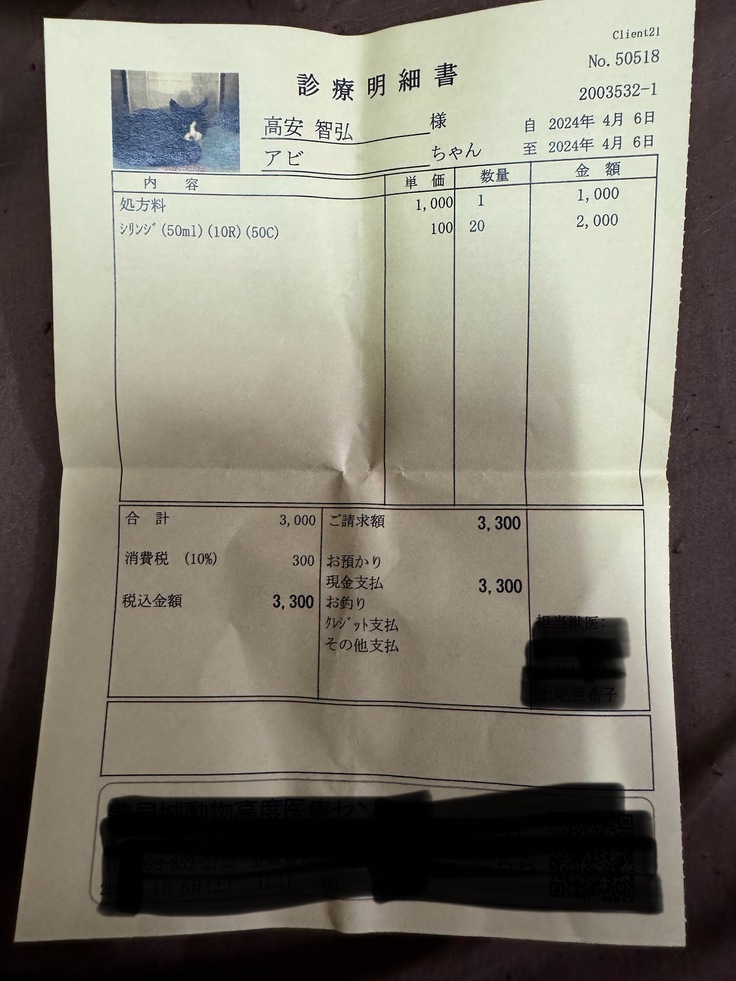 Client21
No. 50518
診療明細書
2003532-1
高安 智弘 様
自 2024年 4月 6日
アビ ちゃん
至 2024年 4月 6日
内 容 単 価 数量 金 額
処方料 1,000 1 1,000
ｼﾘﾝｼﾞ(50ml)(10R)(50C) 100 20 2,000
合 計 3,000 ご請求額 3,300
消費税 (10%) 300 お預かり
現金支払 3,300
税込金額 3,300 お釣り
ｸﾚｼﾞｯﾄ支払
その他支払
担当獣医: